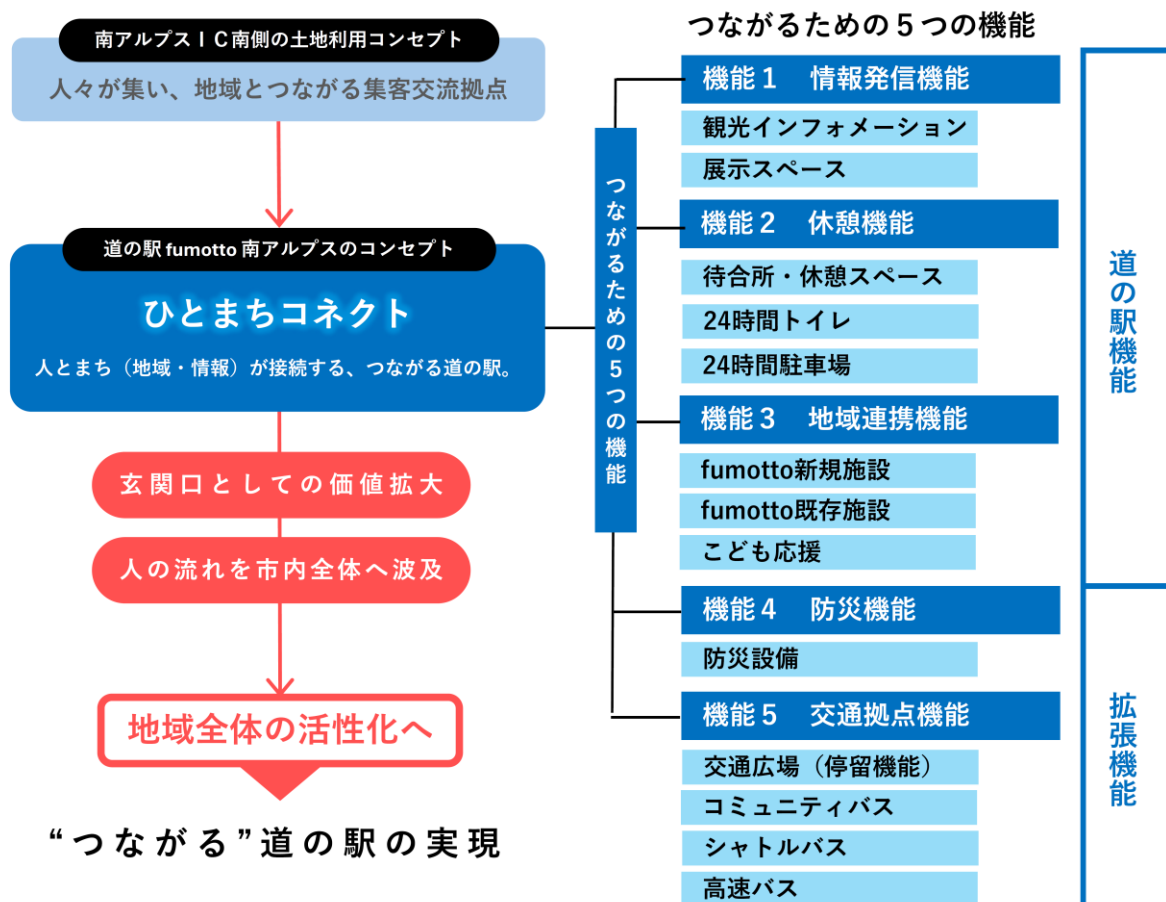 南アルプスＩＣ南側の土地利用コンセプト
人々が集い、地域とつながる集客交流拠点
道の駅 fumotto 南アルプスのコンセプト
ひとまちコネクト
人とまち（地域・情報）が接続する、つながる道の駅。
玄関口としての価値拡大
人の流れを市内全体へ波及
地域全体の活性化へ
“つながる”道の駅の実現
つながるための５つの機能
つながるための５つの機能
機能１　情報発信機能
観光インフォメーション
展示スペース
機能２　休憩機能
待合所・休憩スペース
24時間トイレ
24時間駐車場
機能３　地域連携機能
fumotto新規施設
fumotto既存施設
こども応援
機能４　防災機能
防災設備
機能５　交通拠点機能
交通広場（停留機能）
コミュニティバス
シャトルバス
高速バス
道の駅機能
拡張機能